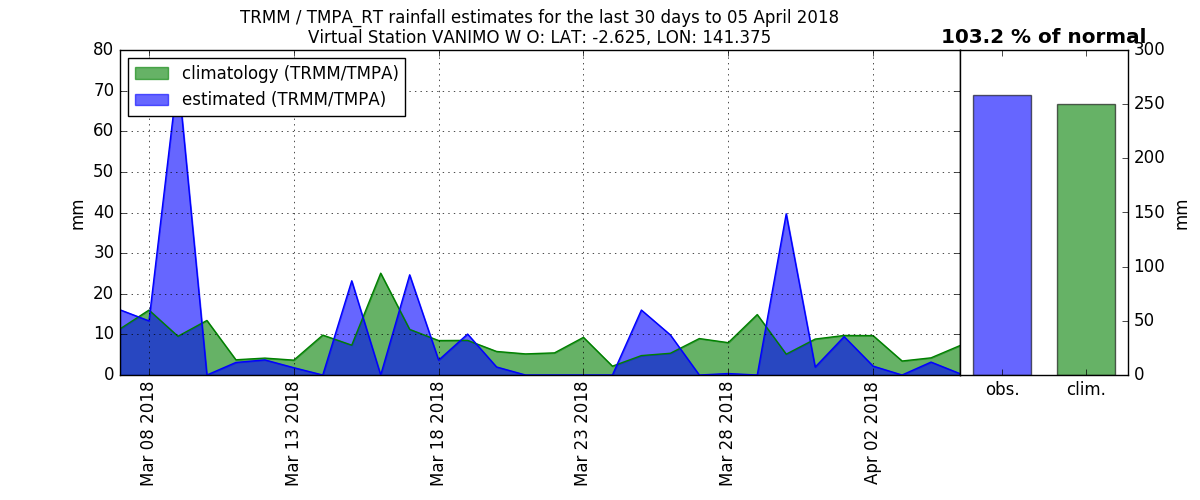 TRMM / TMPA_RT rainfall estimates for the last 30 days to 05 April 2018
Virtual Station VANIMO W O: LAT: -2.625, LON: 141.375
103.2 % of normal
climatology (TRMM/TMPA)
estimated (TRMM/TMPA)
80
70
60
50
40
30
20
10
0
mm
300
250
200
150
100
50
0
mm
Mar 08 2018
Mar 13 2018
Mar 18 2018
Mar 23 2018
Mar 28 2018
Apr 02 2018
obs.
clim.